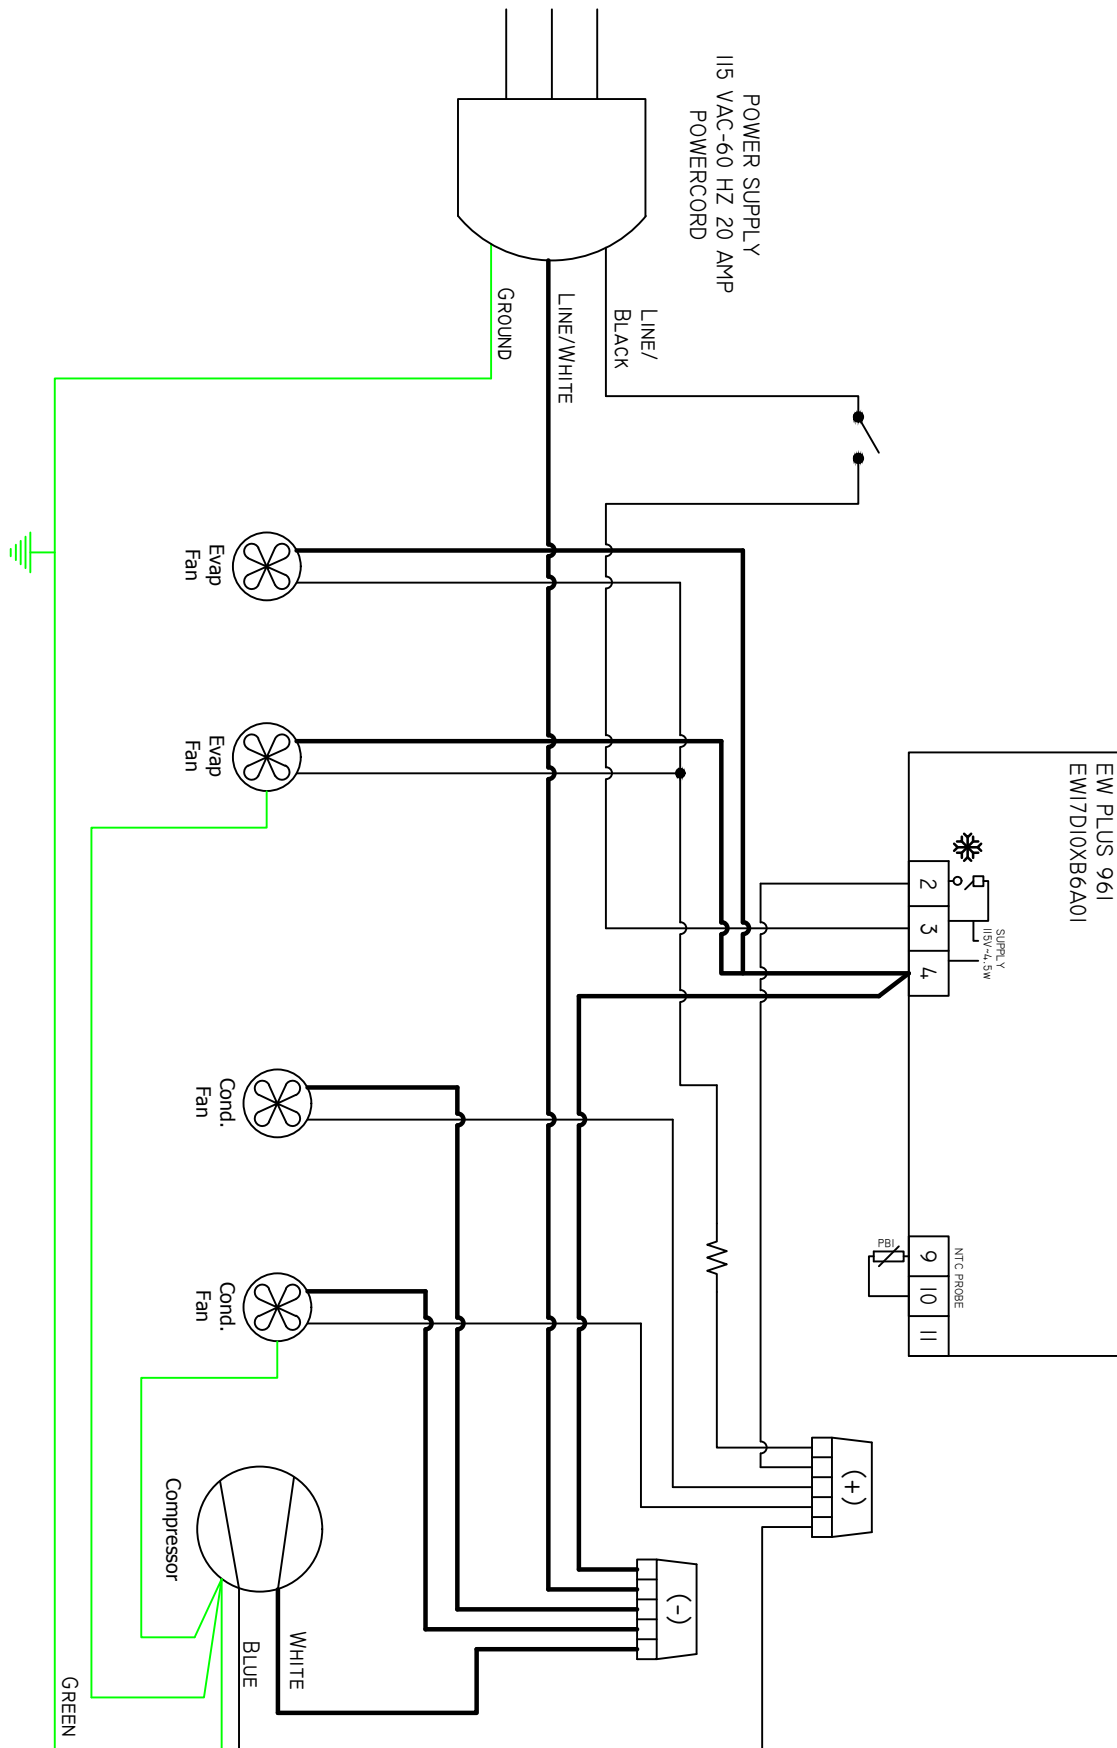 POWER SUPPLY
115 VAC-60 HZ 20 AMP
POWERCORD
LINE/
BLACK
LINE/WHITE
GROUND
EW PLUS 961
EW17D10XB6A01
SUPPLY
115V~4.5W
2
3
4
NTC PROBE
PB1
9
10
11
Evap
Fan
Evap
Fan
Cond.
Fan
Cond.
Fan
(+)
(-)
Compressor
WHITE
BLUE
GREEN